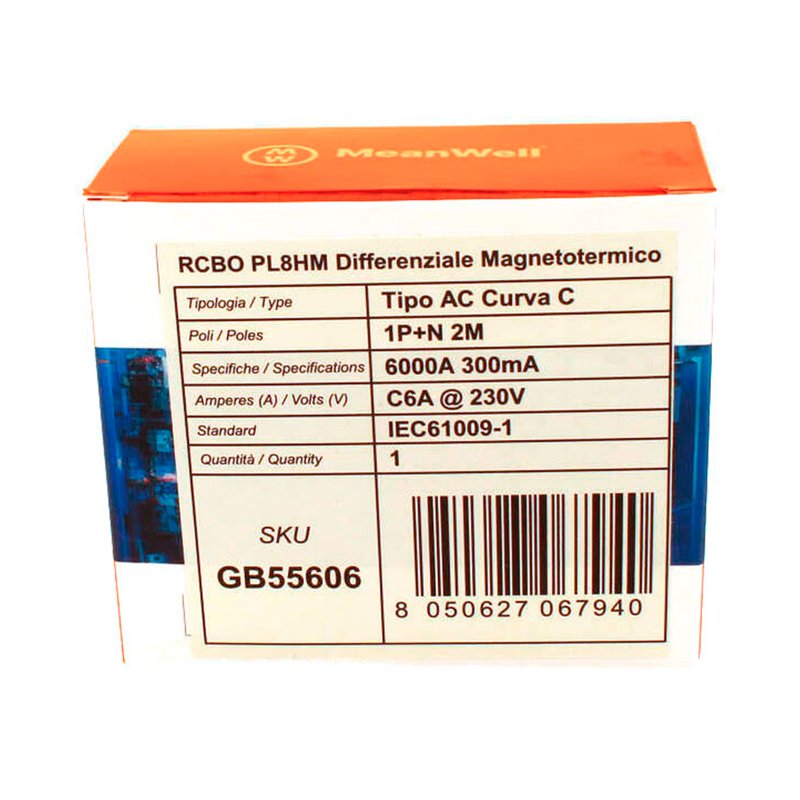 MW MeanWell
RCBO PL8HM Differenziale Magnetotermico
Tipologia / Type Tipo AC Curva C
Poli / Poles 1P+N 2M
Specifiche / Specifications 6000A 300mA
Amperes (A) / Volts (V) C6A @ 230V
Standard IEC61009-1
Quantità / Quantity 1
SKU
GB55606
8 050627 067940